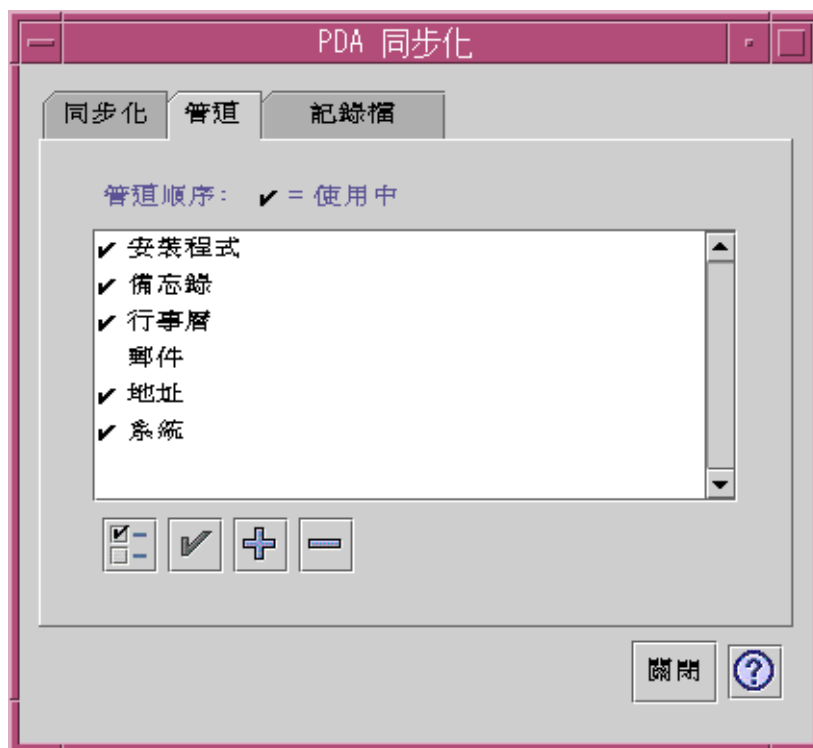 PDA 同步化
同步化 管道 記錄檔
管道順序: ✔ = 使用中
✔ 安裝程式
✔ 備忘錄
✔ 行事曆
郵件
✔ 地址
✔ 系統
關閉 ?